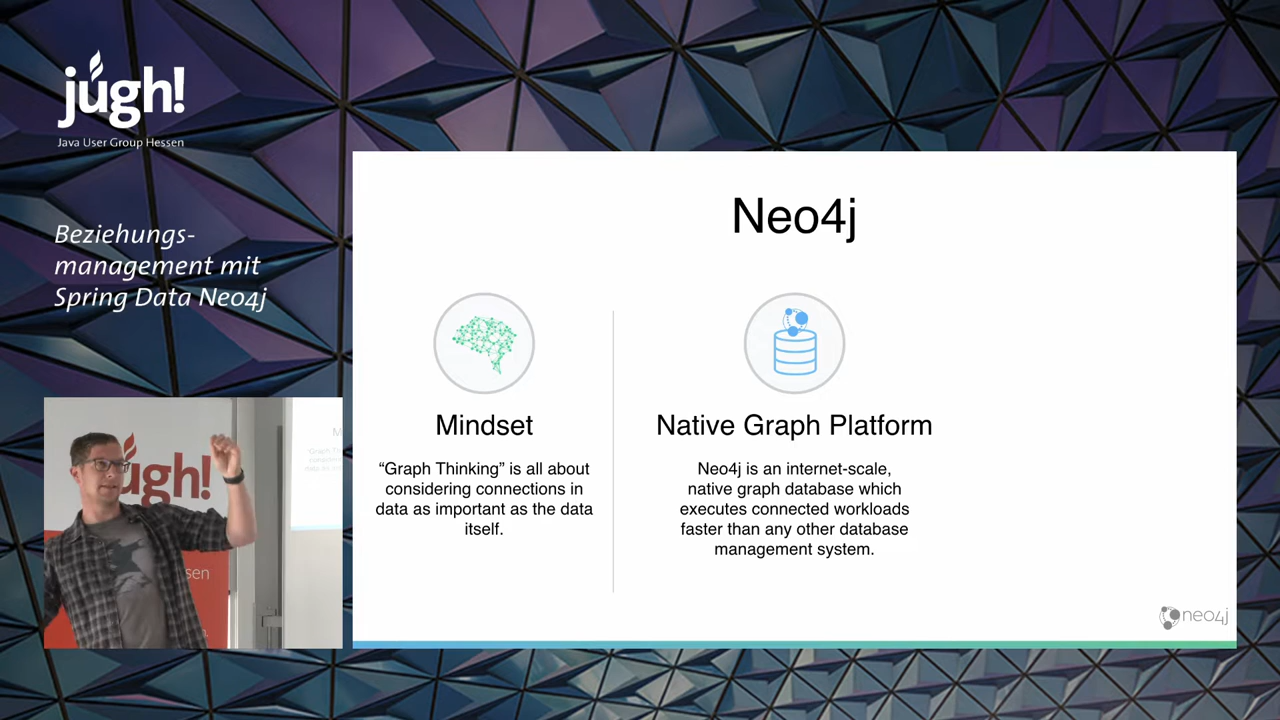 jugh!
Java User Group Hessen
Beziehungs-
management mit
Spring Data Neo4j
Neo4j
Mindset
“Graph Thinking” is all about
considering connections in
data as important as the data
itself.
Native Graph Platform
Neo4j is an internet-scale,
native graph database which
executes connected workloads
faster than any other database
management system.
neo4j
jugh!
sen